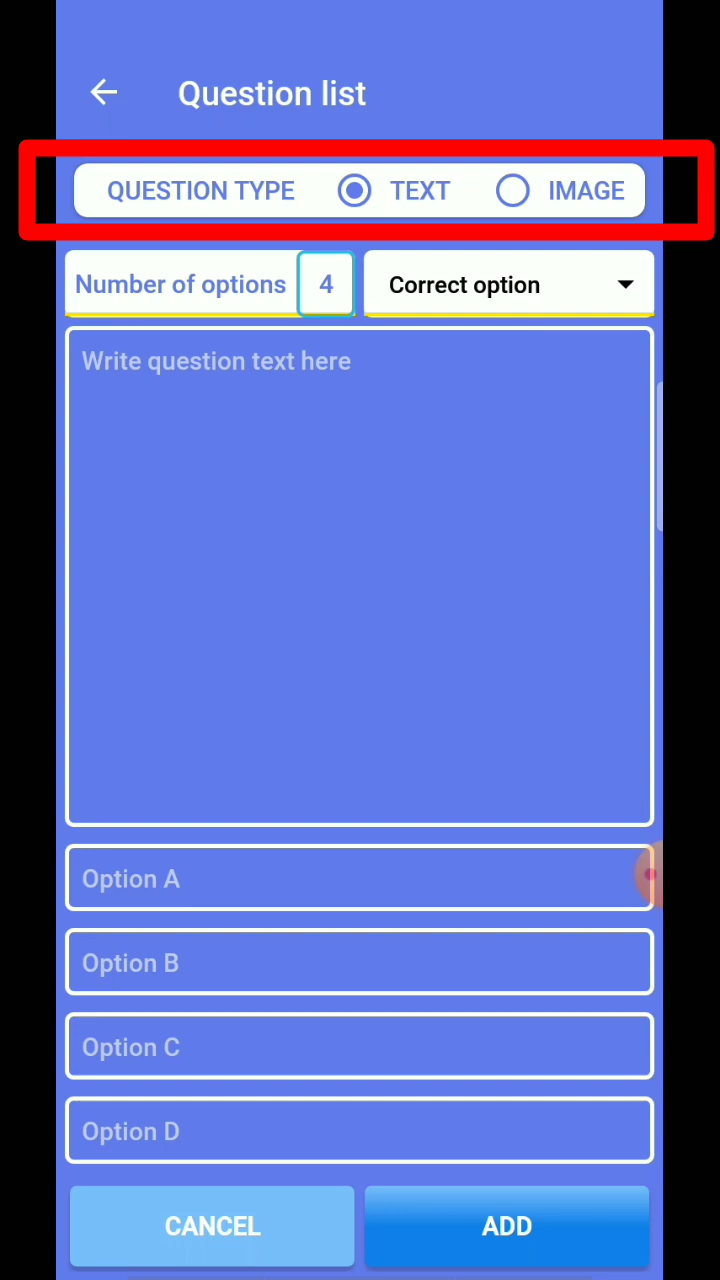 Question list
QUESTION TYPE TEXT IMAGE
Number of options 4 Correct option
Write question text here
Option A
Option B
Option C
Option D
CANCEL ADD